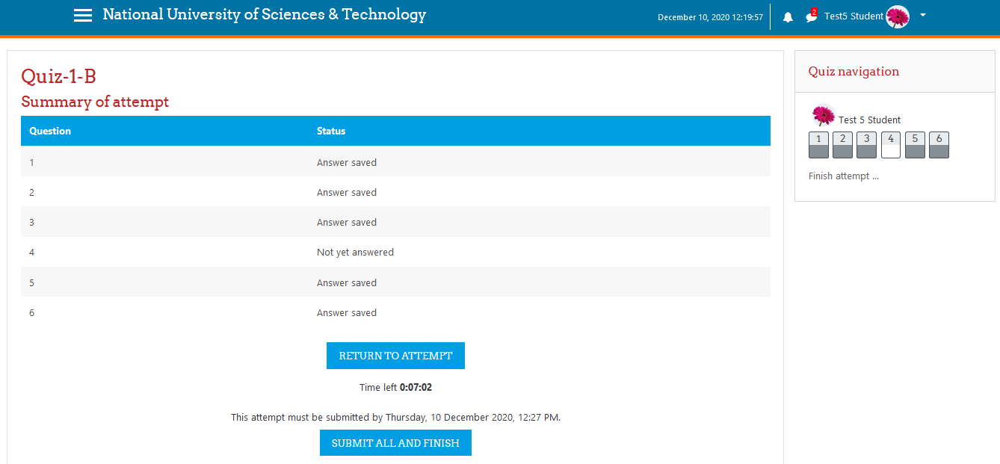 National University of Sciences & Technology
December 10, 2020 12:19:57
2
Test5 Student
Quiz-1-B
Summary of attempt
Question Status
1 Answer saved
2 Answer saved
3 Answer saved
4 Not yet answered
5 Answer saved
6 Answer saved
RETURN TO ATTEMPT
Time left 0:07:02
This attempt must be submitted by Thursday, 10 December 2020, 12:27 PM.
SUBMIT ALL AND FINISH
Quiz navigation
Test 5 Student
1 2 3 4 5 6
Finish attempt ...